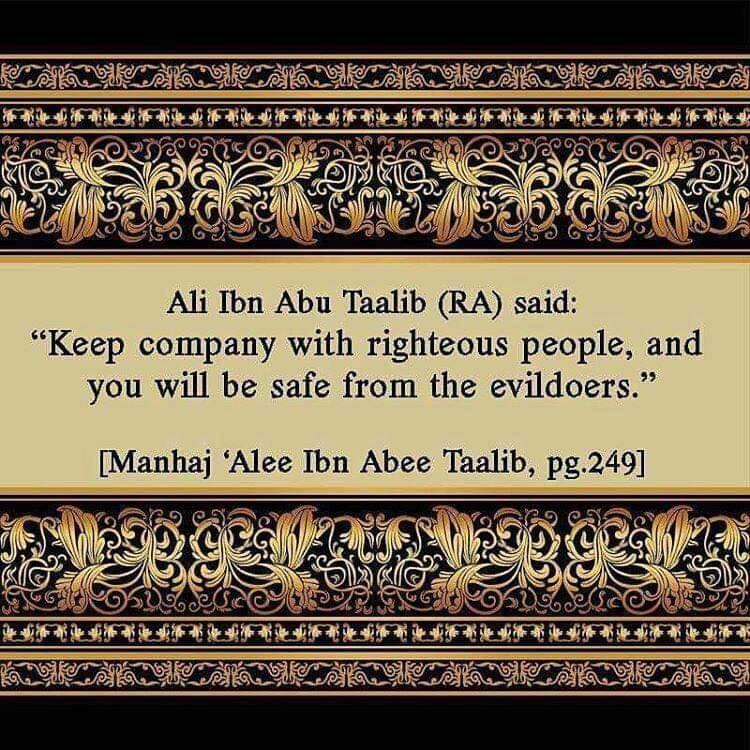 Ali Ibn Abu Taalib (RA) said:
“Keep company with righteous people, and
you will be safe from the evildoers.”
[Manhaj ‘Alee Ibn Abee Taalib, pg.249]